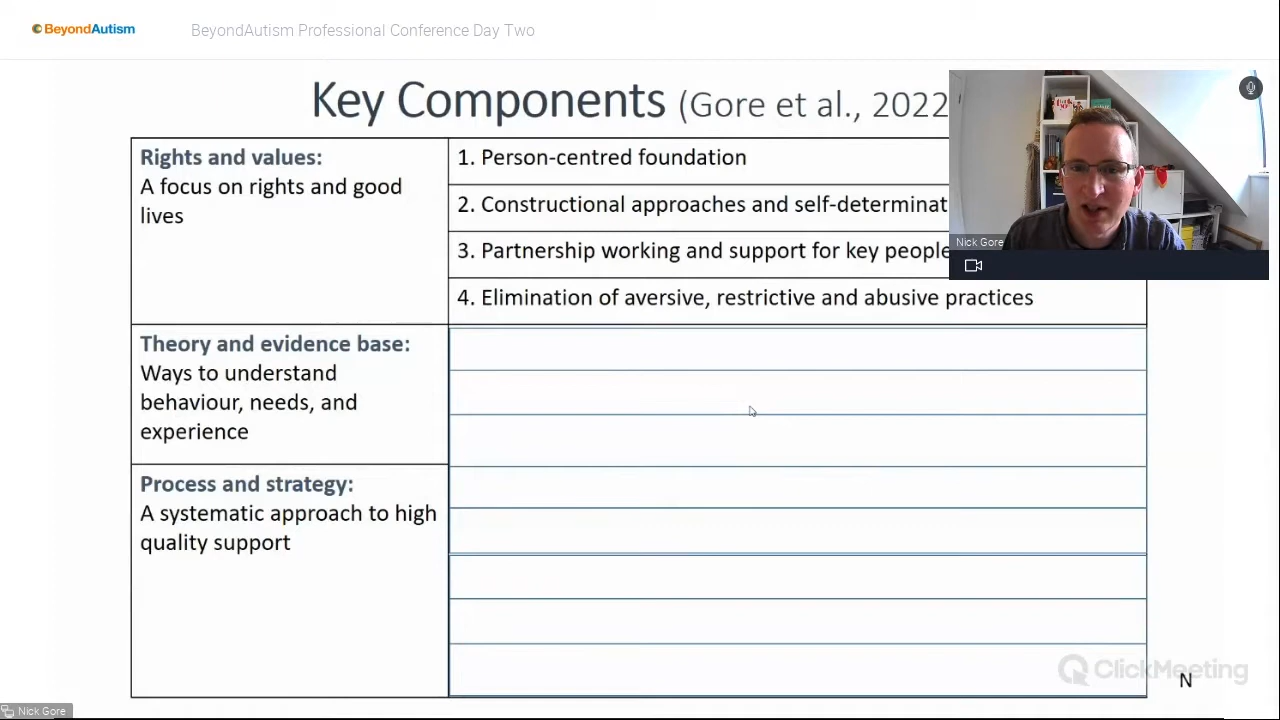 BeyondAutism
BeyondAutism Professional Conference Day Two
Key Components (Gore et al., 2022
Rights and values:
A focus on rights and good
lives
1. Person-centred foundation
2. Constructional approaches and self-determinat
3. Partnership working and support for key people
4. Elimination of aversive, restrictive and abusive practices
Nick Gore
Theory and evidence base:
Ways to understand
behaviour, needs, and
experience
Process and strategy:
A systematic approach to high
quality support
ClickMeeting
N
Nick Gore